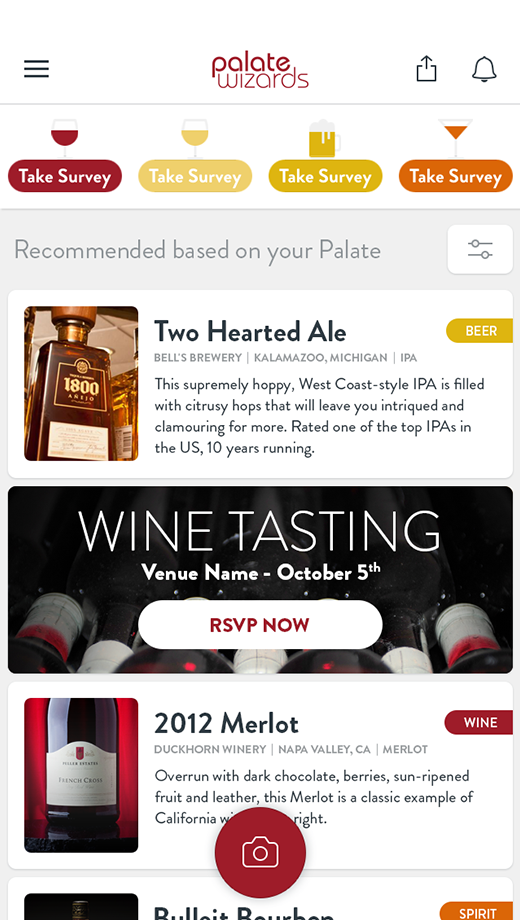 palate
wizards
Take Survey
Take Survey
Take Survey
Take Survey
Recommended based on your Palate
1800
AÑEJO
Two Hearted Ale
BEER
BELL'S BREWERY | KALAMAZOO, MICHIGAN | IPA
This supremely hoppy, West Coast-style IPA is filled
with citrusy hops that will leave you intriqued and
clamouring for more. Rated one of the top IPAs in
the US, 10 years running.
WINE TASTING
Venue Name - October 5th
RSVP NOW
FRENCH CROSS
2012 Merlot
WINE
DUCKHORN WINERY | NAPA VALLEY, CA | MERLOT
Overrun with dark chocolate, berries, sun-ripened
fruit and leather, this Merlot is a classic example of
California right.
Bulleit Bourbon
SPIRIT